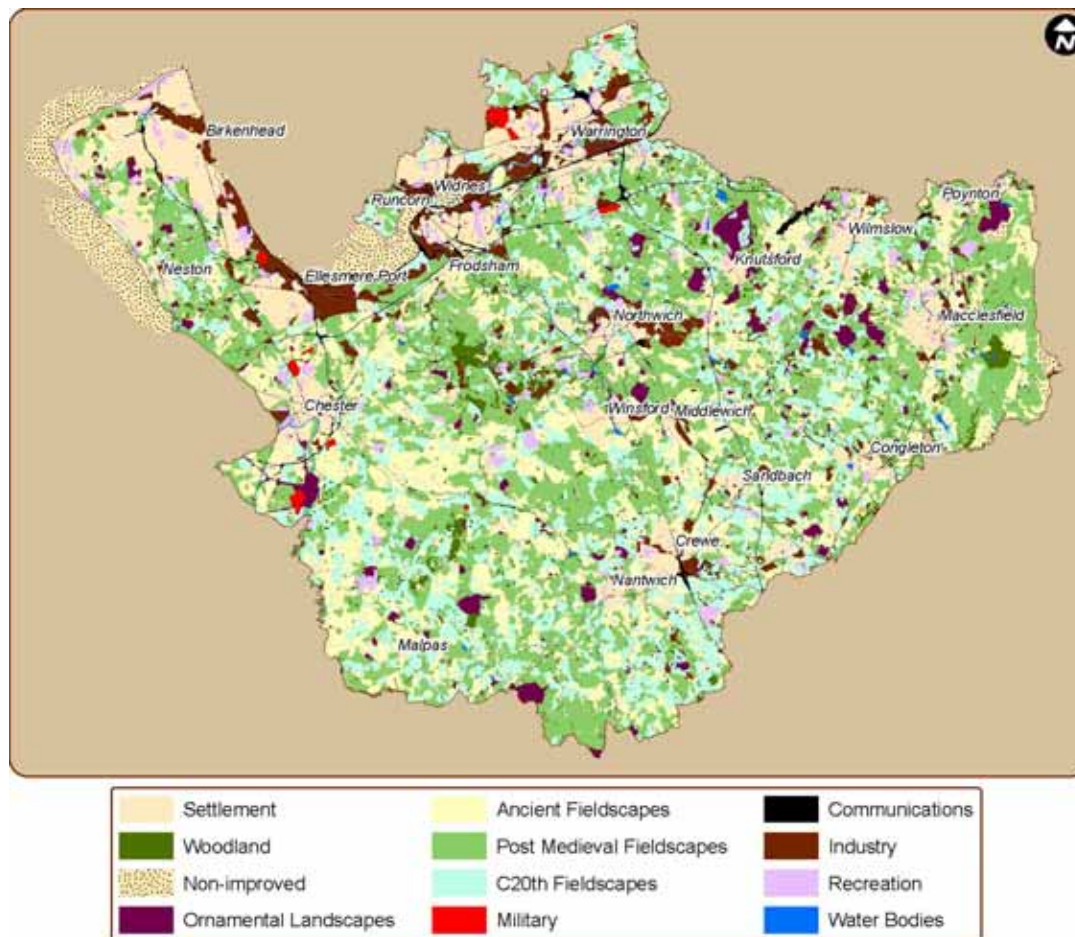 N
Birkenhead
Warrington
Widnes
Runcorn
Poynton
Wilmslow
Knutsford
Neston
Ellesmere Port
Frodsham
Northwich
Macclesfield
Chester
Winsford
Middlewich
Congleton
Sandbach
Crewe
Nantwich
Malpas
Settlement
Ancient Fieldscapes
Communications
Woodland
Post Medieval Fieldscapes
Industry
Non-improved
C20th Fieldscapes
Recreation
Ornamental Landscapes
Military
Water Bodies